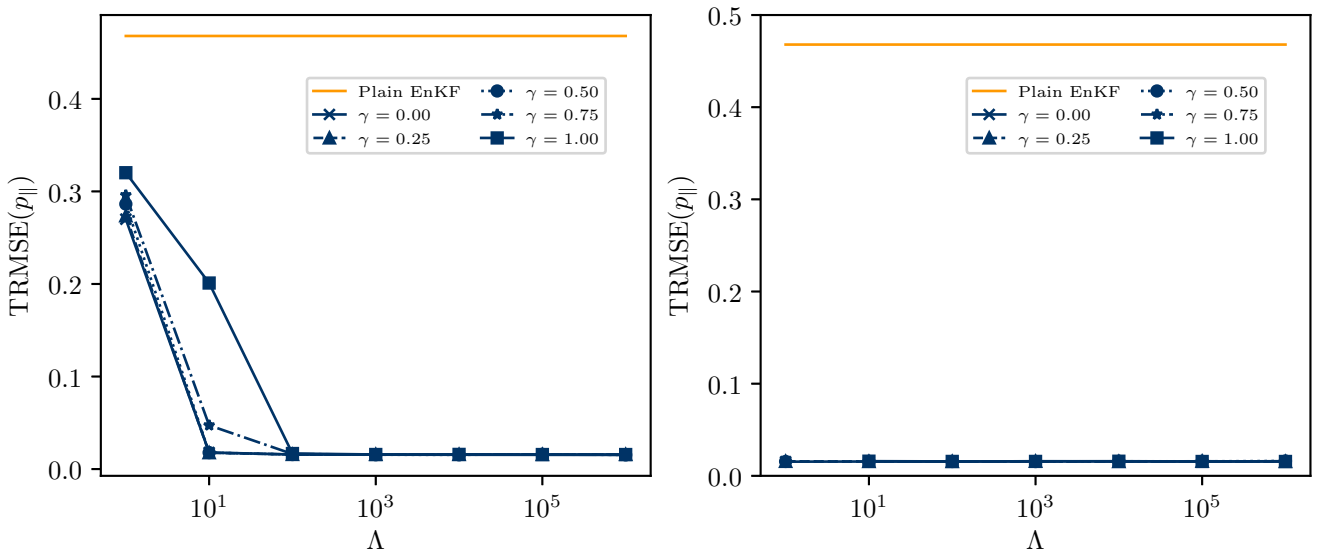 TRMSE(p∥)
0.4
0.3
0.2
0.1
0.0
Plain EnKF
γ = 0.00
γ = 0.25
γ = 0.50
γ = 0.75
γ = 1.00
10¹
10³
10⁵
Λ
TRMSE(p∥)
0.5
0.4
0.3
0.2
0.1
0.0
Plain EnKF
γ = 0.00
γ = 0.25
γ = 0.50
γ = 0.75
γ = 1.00
10¹
10³
10⁵
Λ